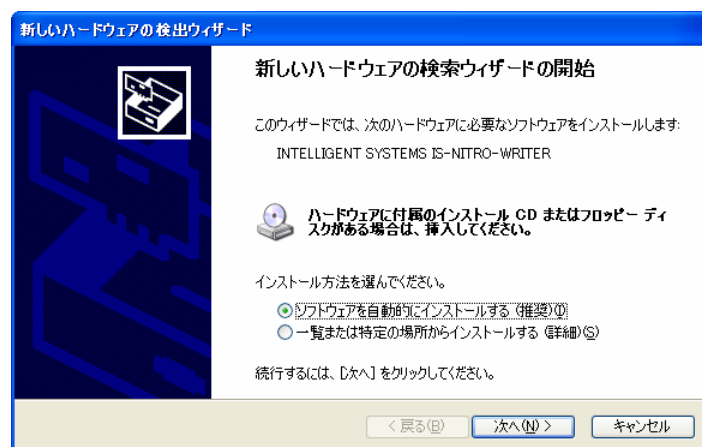 新しいハードウェアの検出ウィザード
新しいハードウェアの検索ウィザードの開始
このウィザードでは、次のハードウェアに必要なソフトウェアをインストールします:
INTELLIGENT SYSTEMS IS-NITRO-WRITER
ハードウェアに付属のインストール CD またはフロッピー ディ
スクがある場合は、挿入してください。
インストール方法を選んでください。
ソフトウェアを自動的にインストールする (推奨)(I)
一覧または特定の場所からインストールする (詳細)(S)
続行するには、[次へ] をクリックしてください。
< 戻る(B) 次へ(N) > キャンセル